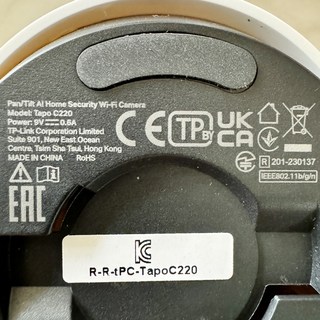 Pan/Tilt AI Home Security Wi-Fi Camera
Model: Tapo C220
Power: 9V⎓0.6A
TP-Link Corporation Limited
Suite 901, New East Ocean
Centre, Tsim Sha Tsui, Hong Kong
MADE IN CHINA RoHS
CE
TP BY
UK
CA
EAC
R 201-230137
IEEE802.11b/g/n
R-R-tPC-TapoC220